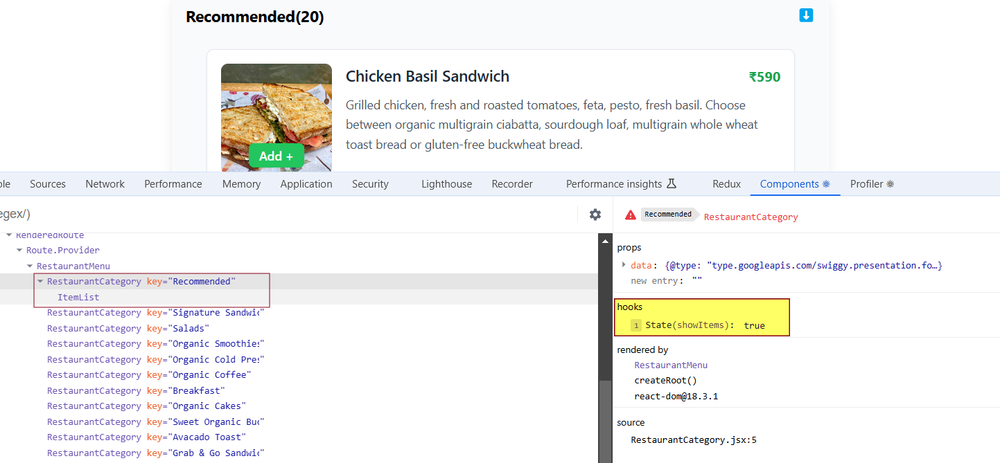 Recommended(20)
Chicken Basil Sandwich
₹590
Grilled chicken, fresh and roasted tomatoes, feta, pesto, fresh basil. Choose
between organic multigrain ciabatta, sourdough loaf, multigrain whole wheat
toast bread or gluten-free buckwheat bread.
Add +
ole Sources Network Performance Memory Application Security Lighthouse Recorder Performance insights Redux Components Profiler
egex/)
Recommended RestaurantCategory
RenderedRoute
Route.Provider
RestaurantMenu
RestaurantCategory key="Recommended"
ItemList
RestaurantCategory key="Signature Sandwic"
RestaurantCategory key="Salads"
RestaurantCategory key="Organic Smoothies"
RestaurantCategory key="Organic Cold Pres"
RestaurantCategory key="Organic Coffee"
RestaurantCategory key="Breakfast"
RestaurantCategory key="Organic Cakes"
RestaurantCategory key="Sweet Organic Buc"
RestaurantCategory key="Avacado Toast"
RestaurantCategory key="Grab & Go Sandwic"
props
data: {@type: "type.googleapis.com/swiggy.presentation.fo…}
new entry: ""
hooks
1 State(showItems): true
rendered by
RestaurantMenu
createRoot()
react-dom@18.3.1
source
RestaurantCategory.jsx:5